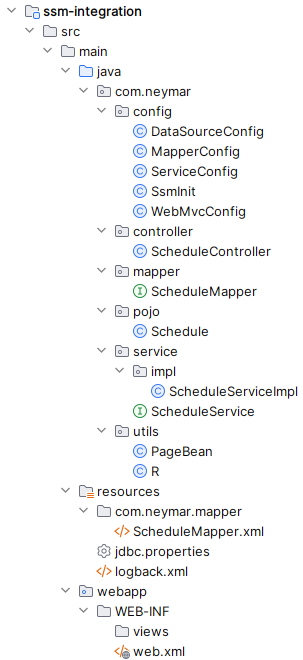 ssm-integration
src
main
java
com.neymar
config
DataSourceConfig
MapperConfig
ServiceConfig
SsmInit
WebMvcConfig
controller
ScheduleController
mapper
ScheduleMapper
pojo
Schedule
service
impl
ScheduleServiceImpl
ScheduleService
utils
PageBean
R
resources
com.neymar.mapper
ScheduleMapper.xml
jdbc.properties
logback.xml
webapp
WEB-INF
views
web.xml